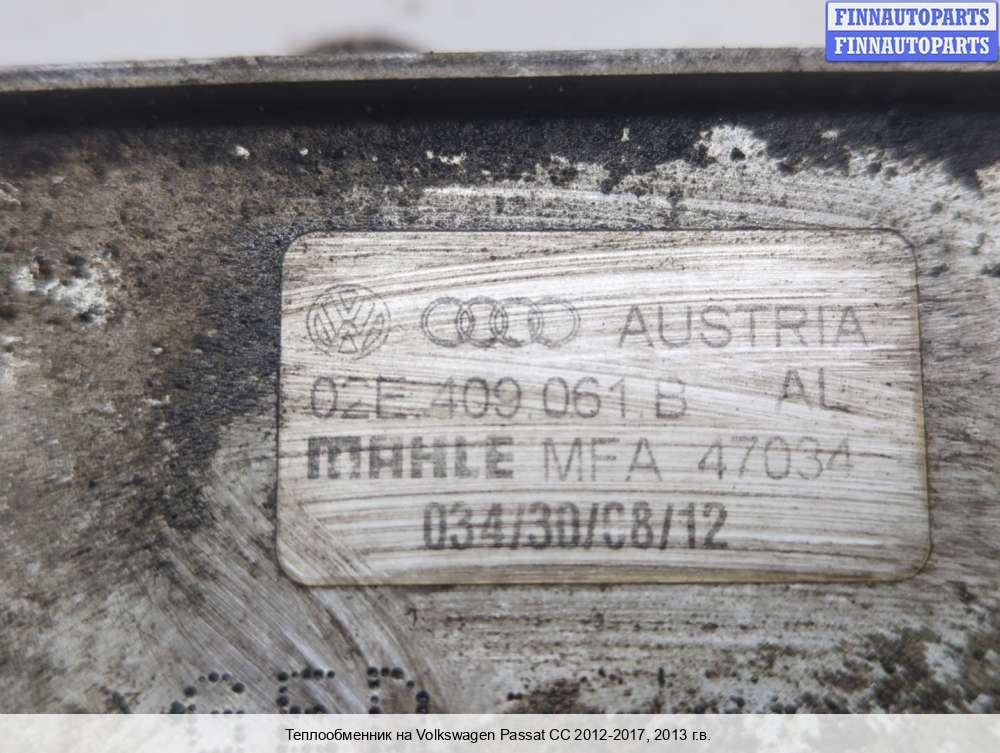 FINNAUTOPARTS
FINNAUTOPARTS
AUSTRIA
02E.409.061.B AL
MAHLE MFA 47034
034/30/08/12
Теплообменник на Volkswagen Passat CC 2012-2017, 2013 г.в.